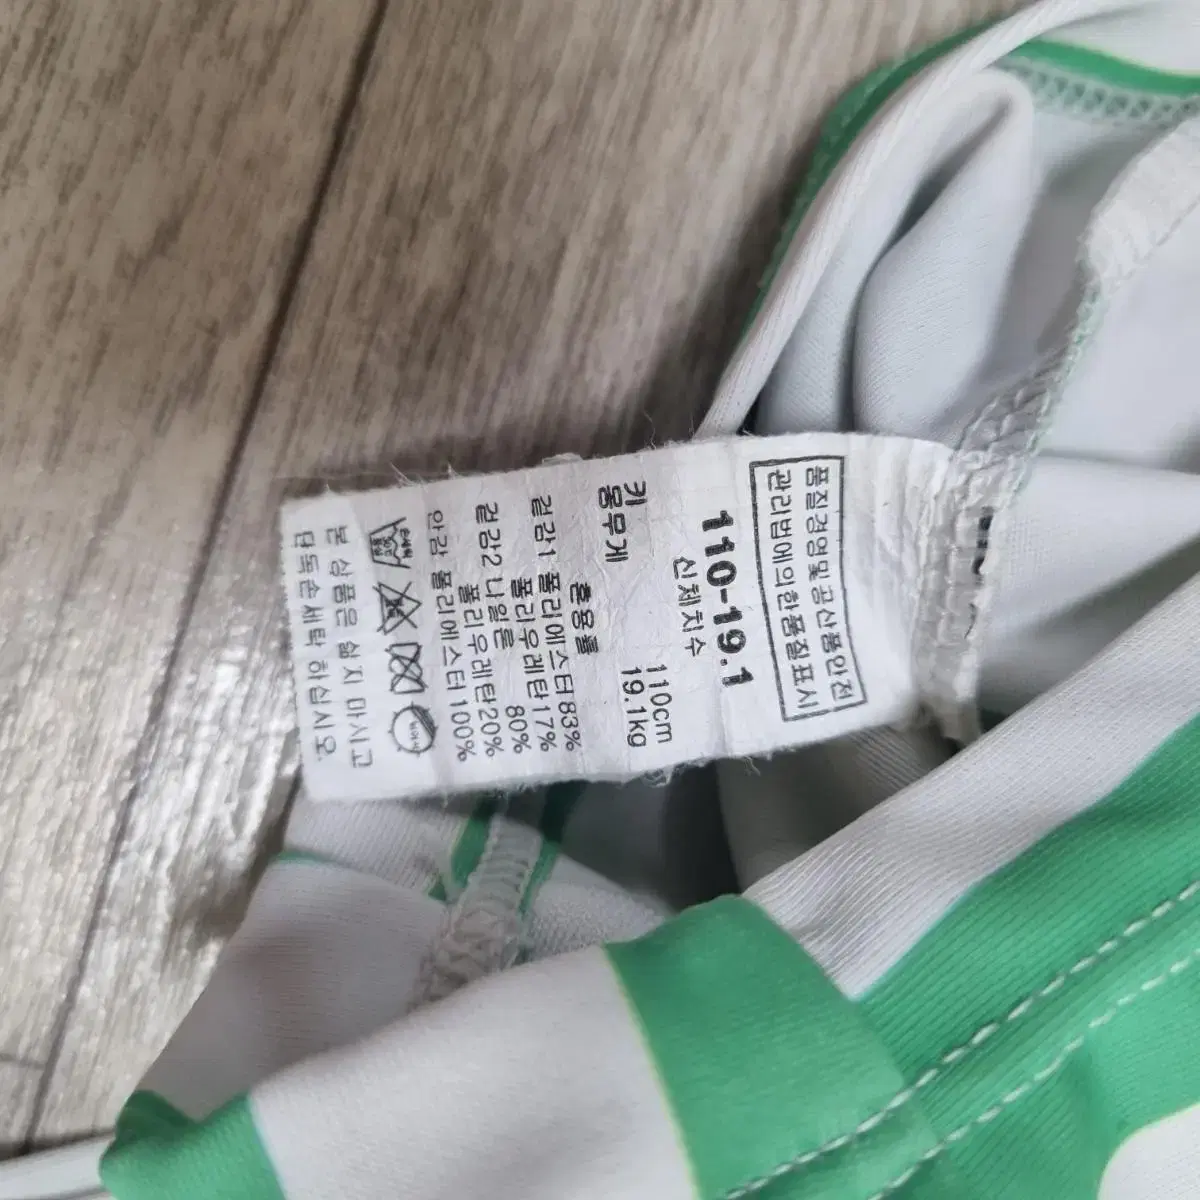 품질경영및공산품안전
관리법에의한품질표시
110-19.1
신체치수
키 110cm
몸무게 19.1kg
혼용률
겉감1 폴리에스터83%
폴리우레탄17%
겉감2 나일론 80%
폴리우레탄20%
안감 폴리에스터100%
본 상품은 삶지 마시고
단독손세탁 하십시오.